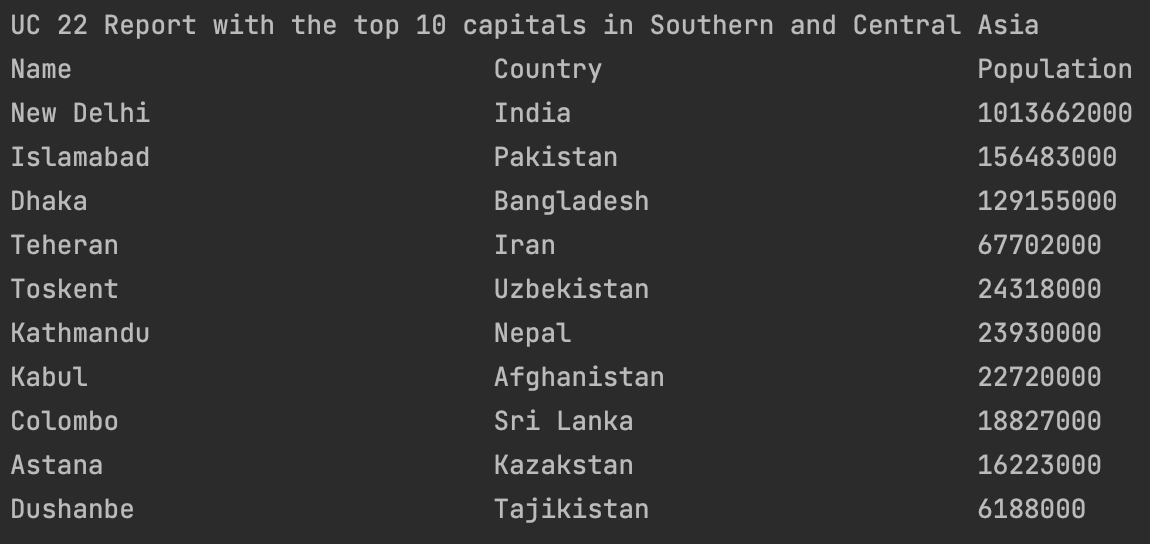 UC 22 Report with the top 10 capitals in Southern and Central Asia
Name Country Population
New Delhi India 1013662000
Islamabad Pakistan 156483000
Dhaka Bangladesh 129155000
Teheran Iran 67702000
Toskent Uzbekistan 24318000
Kathmandu Nepal 23930000
Kabul Afghanistan 22720000
Colombo Sri Lanka 18827000
Astana Kazakstan 16223000
Dushanbe Tajikistan 6188000